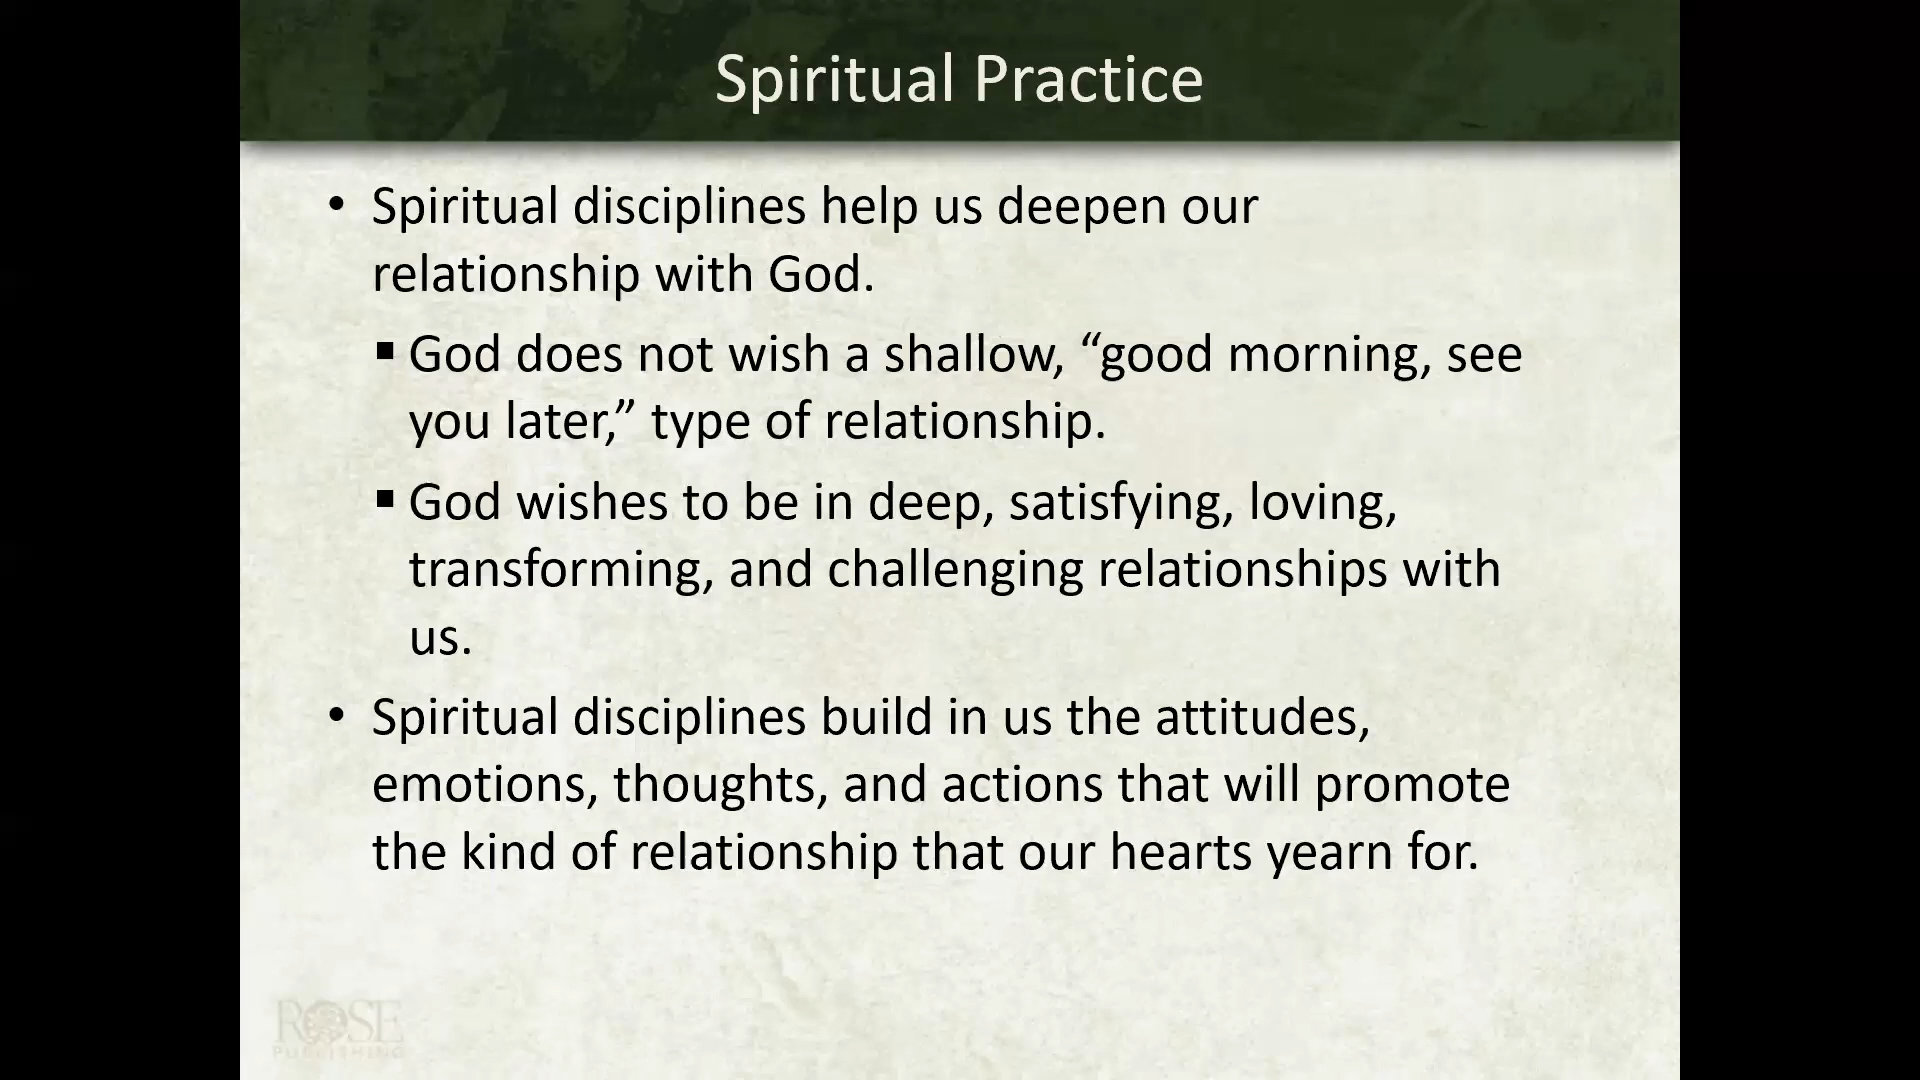 Spiritual Practice
• Spiritual disciplines help us deepen our
relationship with God.
▪ God does not wish a shallow, “good morning, see
you later,” type of relationship.
▪ God wishes to be in deep, satisfying, loving,
transforming, and challenging relationships with
us.
• Spiritual disciplines build in us the attitudes,
emotions, thoughts, and actions that will promote
the kind of relationship that our hearts yearn for.
ROSE
PUBLISHING